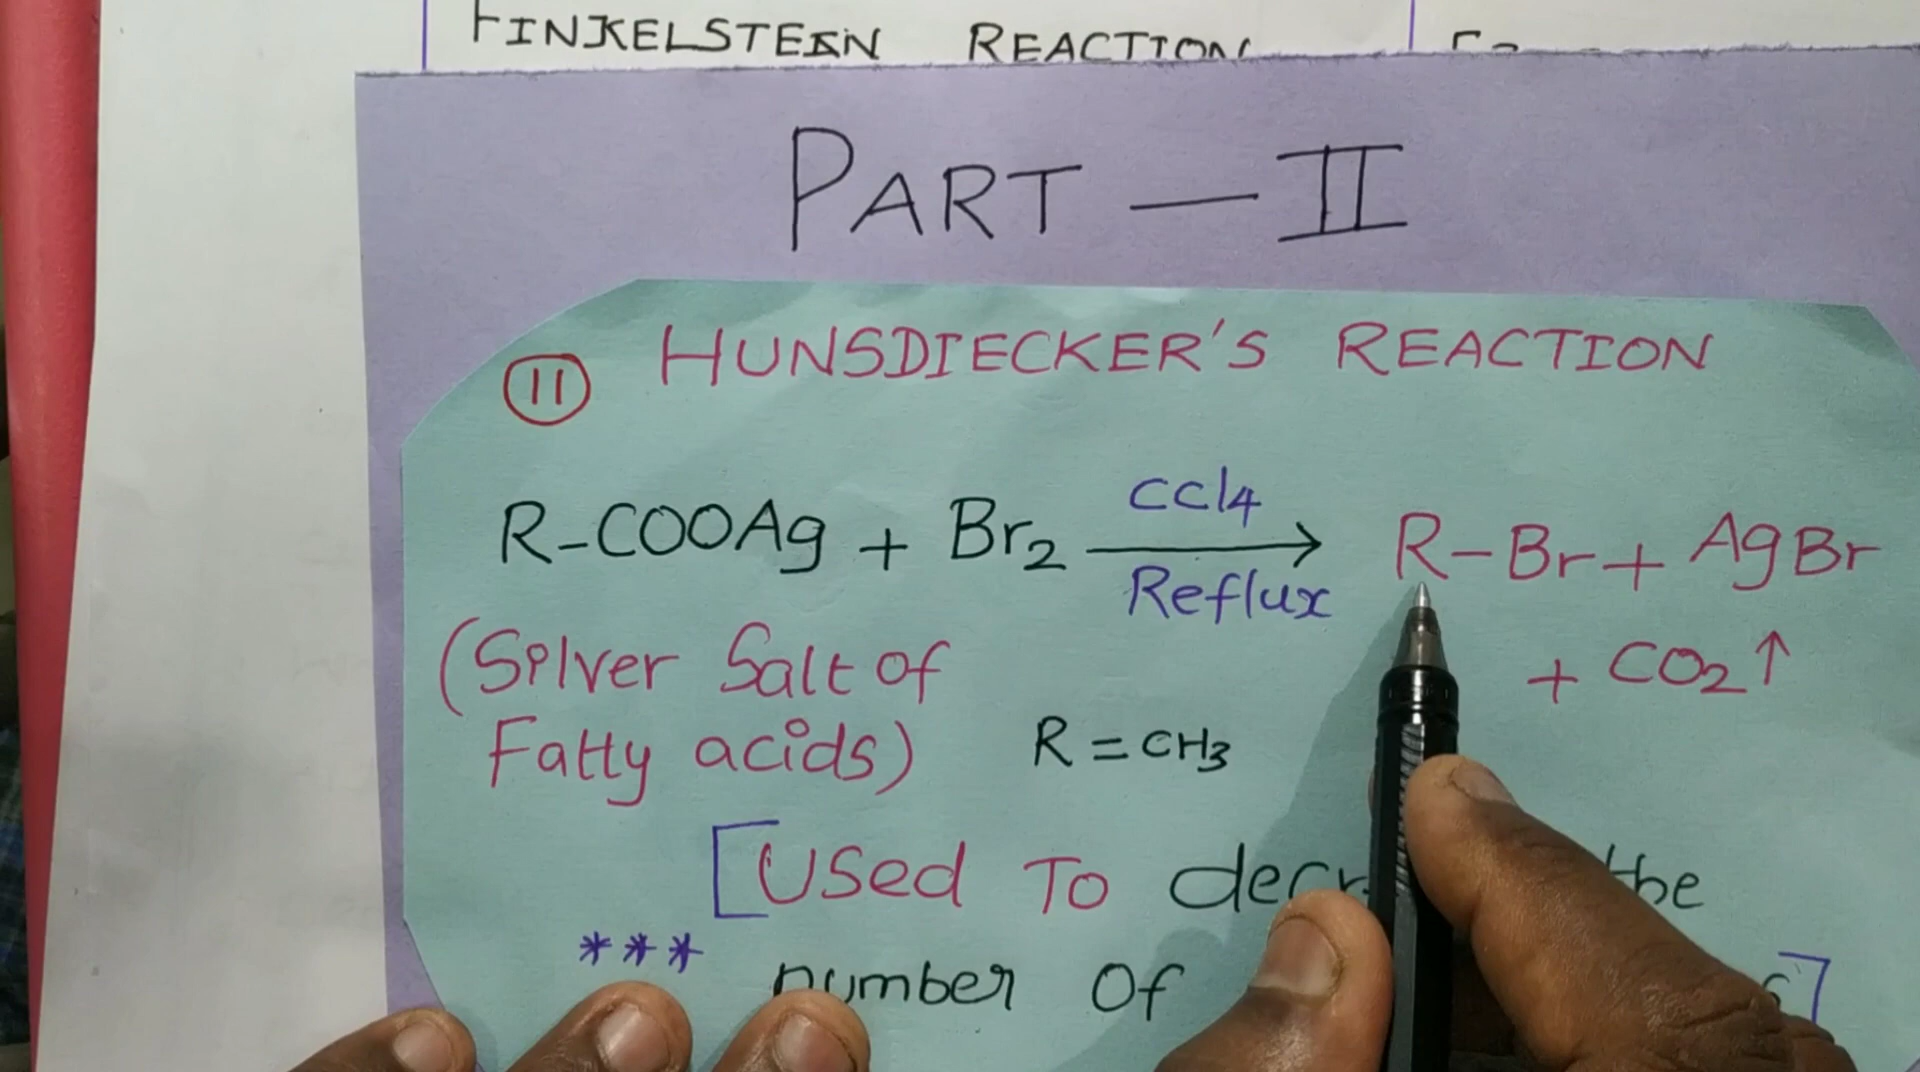 FINKELSTEIN REACTION
PART - II
11 HUNSDIECKER'S REACTION
R-COOAg + Br2 → R-Br + AgBr
CCl4
Reflux
+ CO2↑
(Silver Salt of
Fatty acids)
R = CH3
[Used To the
*** number Of ]